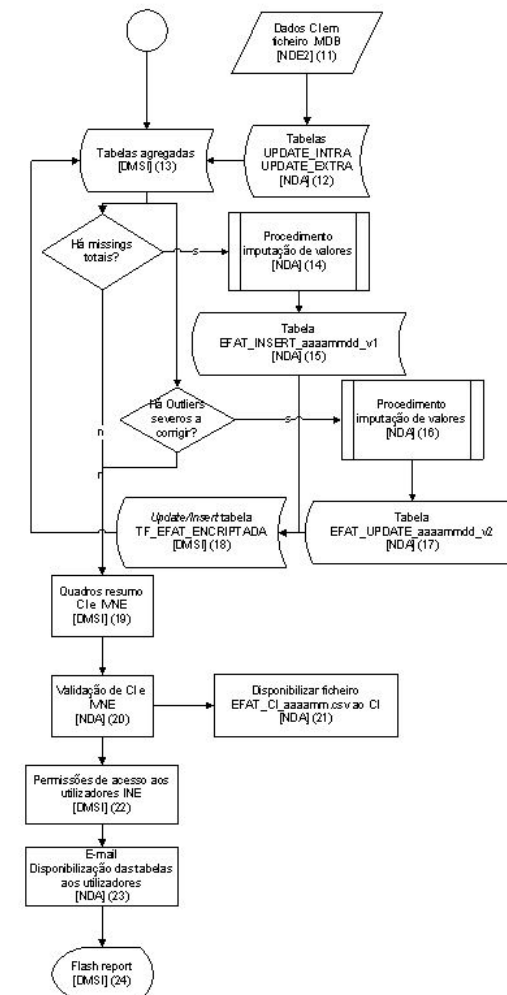 Dados CI em
ficheiro .MDB
[NDE2] (11)
Tabelas
UPDATE_INTRA
UPDATE_EXTRA
[NDA] (12)
Tabelas agregadas
[DMSI] (13)
Há missings
totais?
s
Procedimento
imputação de valores
[NDA] (14)
Tabela
EFAT_INSERT_aaaammdd_v1
[NDA] (15)
Há Outliers
severos a
corrigir?
s
Procedimento
imputação de valores
[NDA] (16)
n
n
Update/Insert tabela
TF_EFAT_ENCRIPTADA
[DMSI] (18)
Tabela
EFAT_UPDATE_aaaammdd_v2
[NDA] (17)
Quadros resumo
CI e IVNE
[DMSI] (19)
Validação de CI e
IVNE
[NDA] (20)
Disponibilizar ficheiro
EFAT_CI_aaaamm.csv ao CI
[NDA] (21)
Permissões de acesso aos
utilizadores INE
[DMSI] (22)
E-mail
Disponibilização das tabelas
aos utilizadores
[NDA] (23)
Flash report
[DMSI] (24)